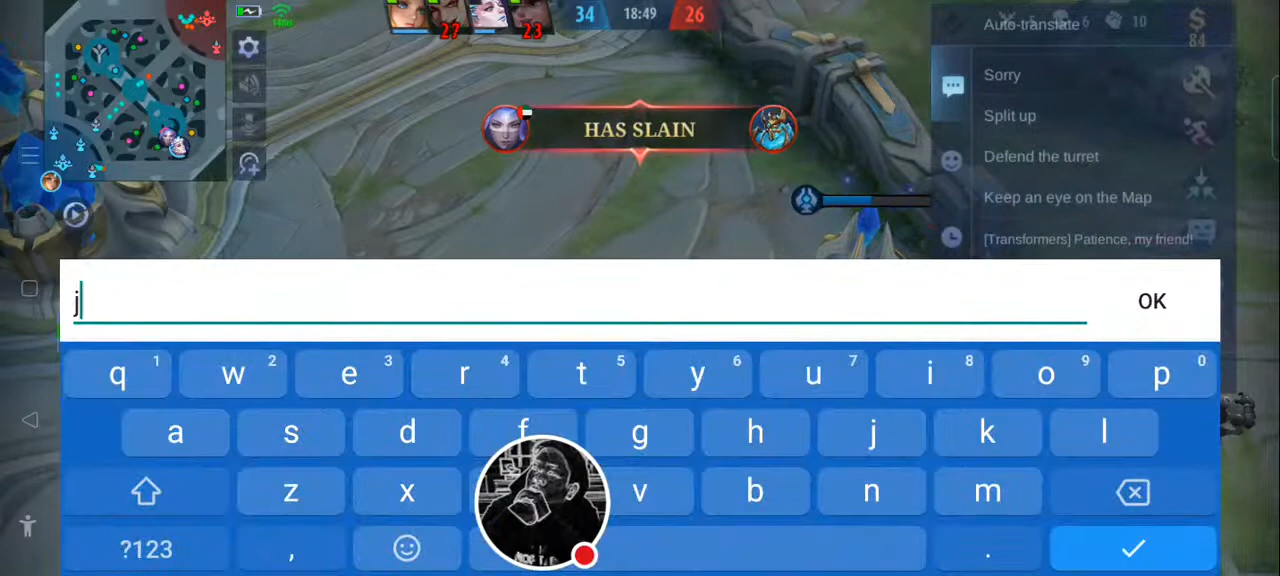 14ms
27
23
34
18:49
26
HAS SLAIN
Auto-translate
6
10
84
Sorry
Split up
Defend the turret
Keep an eye on the Map
[Transformers] Patience, my friend!
j
OK
q 1 w 2 e 3 r 4 t 5 y 6 u 7 i 8 o 9 p 0
a s d f g h j k l
z x v b n m
?123 , .